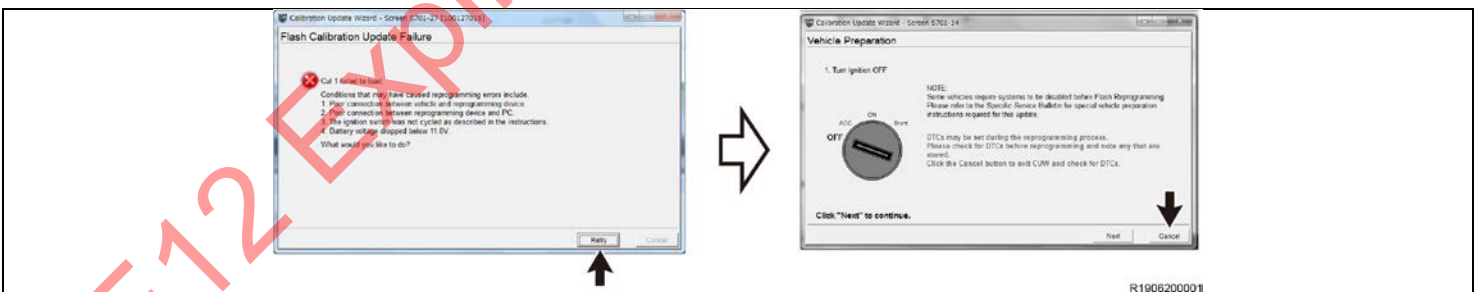 Calibration Update Wizard - Screen S701-27 [100127018]
Flash Calibration Update Failure
Cal 1 failed to load.
Conditions that may have caused reprogramming errors include.
1. Poor connection between vehicle and reprogramming device.
2. Poor connection between reprogramming device and PC.
3. The ignition switch was not cycled as described in the instructions.
4. Battery voltage dropped below 11.0V.
What would you like to do?
Retry
Cancel
Calibration Update Wizard - Screen S701-14
Vehicle Preparation
1. Turn ignition OFF
NOTE:
Some vehicles require systems to be disabled before Flash Reprogramming.
Please refer to the Specific Service Bulletin for special vehicle preparation
instructions required for this update.
ON
ACC
Start
OFF
DTCs may be set during the reprogramming process.
Please check for DTCs before reprogramming and note any that are
stored.
Click the Cancel button to exit CUW and check for DTCs.
Click "Next" to continue.
Next
Cancel
R1906200001